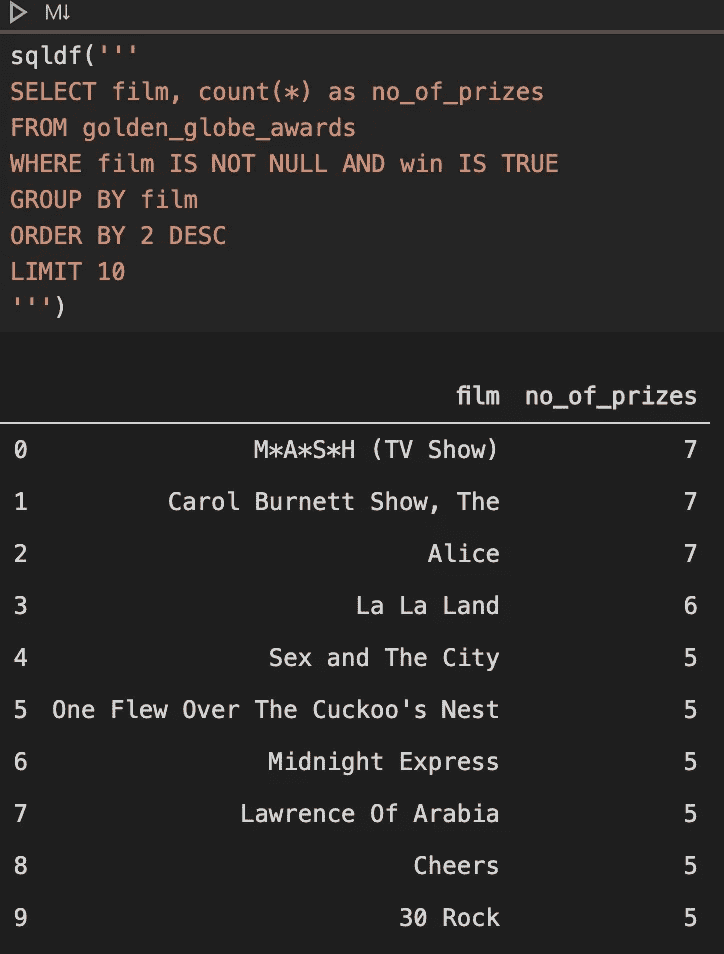 M↓
sqldf('''
SELECT film, count(*) as no_of_prizes
FROM golden_globe_awards
WHERE film IS NOT NULL AND win IS TRUE
GROUP BY film
ORDER BY 2 DESC
LIMIT 10
''')
film no_of_prizes
0 M*A*S*H (TV Show) 7
1 Carol Burnett Show, The 7
2 Alice 7
3 La La Land 6
4 Sex and The City 5
5 One Flew Over The Cuckoo's Nest 5
6 Midnight Express 5
7 Lawrence Of Arabia 5
8 Cheers 5
9 30 Rock 5